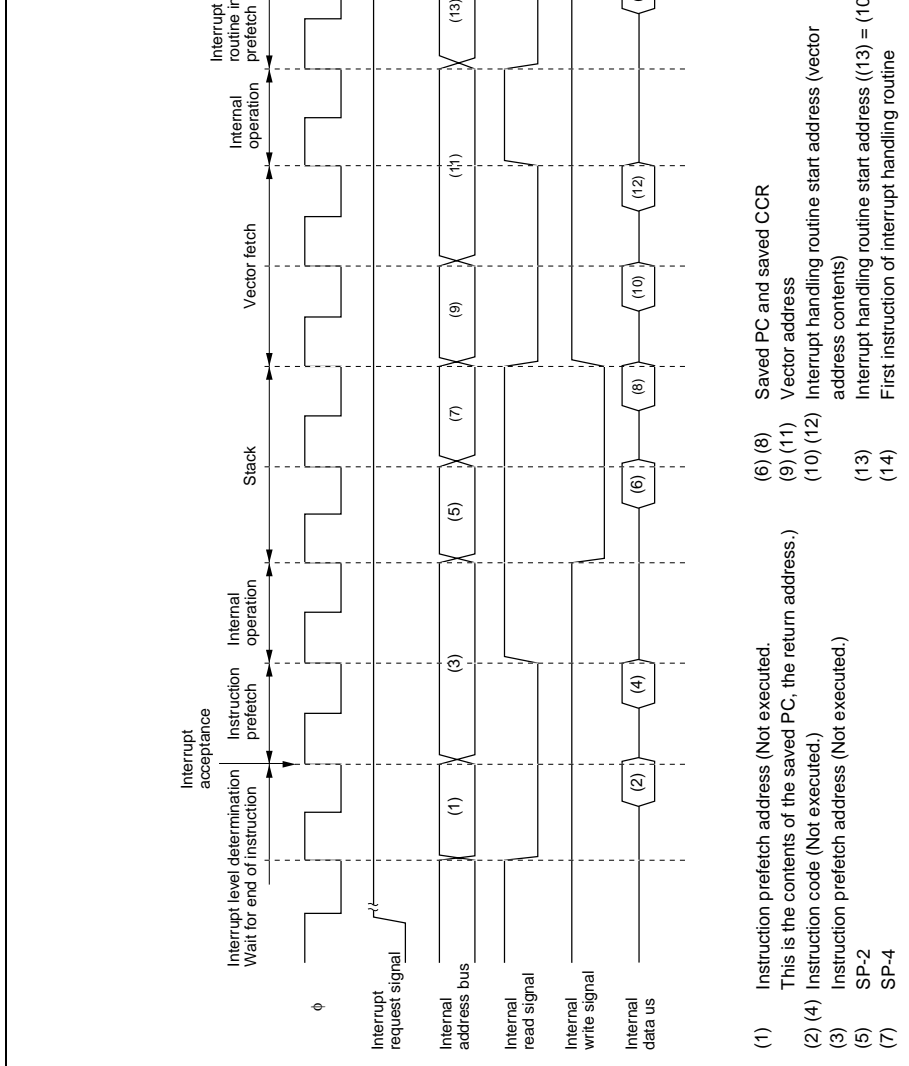 Interrupt
acceptance
Interrupt level determination
Wait for end of instruction
Instruction
prefetch
Internal
operation
Stack
Vector fetch
Internal
operation
Interrupt
routine in
prefetch
φ
Interrupt
request signal
Internal
address bus
(1)
(3)
(5)
(7)
(9)
(11)
(13)
Internal
read signal
Internal
write signal
Internal
data us
(2)
(4)
(6)
(8)
(10)
(12)
(1) Instruction prefetch address (Not executed.
This is the contents of the saved PC, the return address.)
(2) (4) Instruction code (Not executed.)
(3) Instruction prefetch address (Not executed.)
(5) SP-2
(7) SP-4
(6) (8) Saved PC and saved CCR
(9) (11) Vector address
(10) (12) Interrupt handling routine start address (vector
address contents)
(13) Interrupt handling routine start address ((13) = (10
(14) First instruction of interrupt handling routine